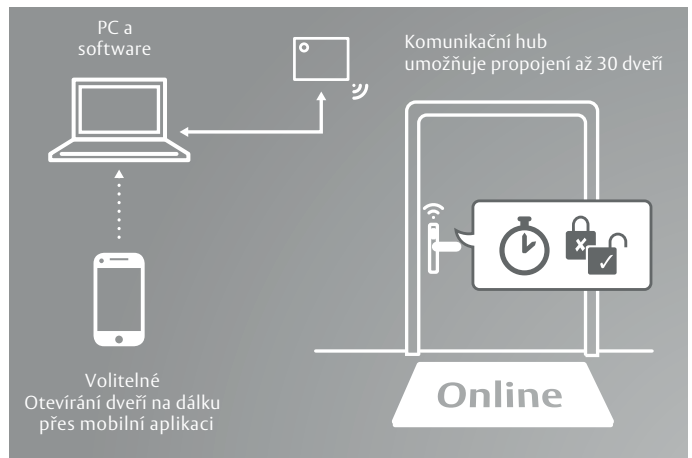 PC a
software
Komunikační hub
umožňuje propojení až 30 dveří
Volitelné
Otevírání dveří na dálku
přes mobilní aplikaci
Online